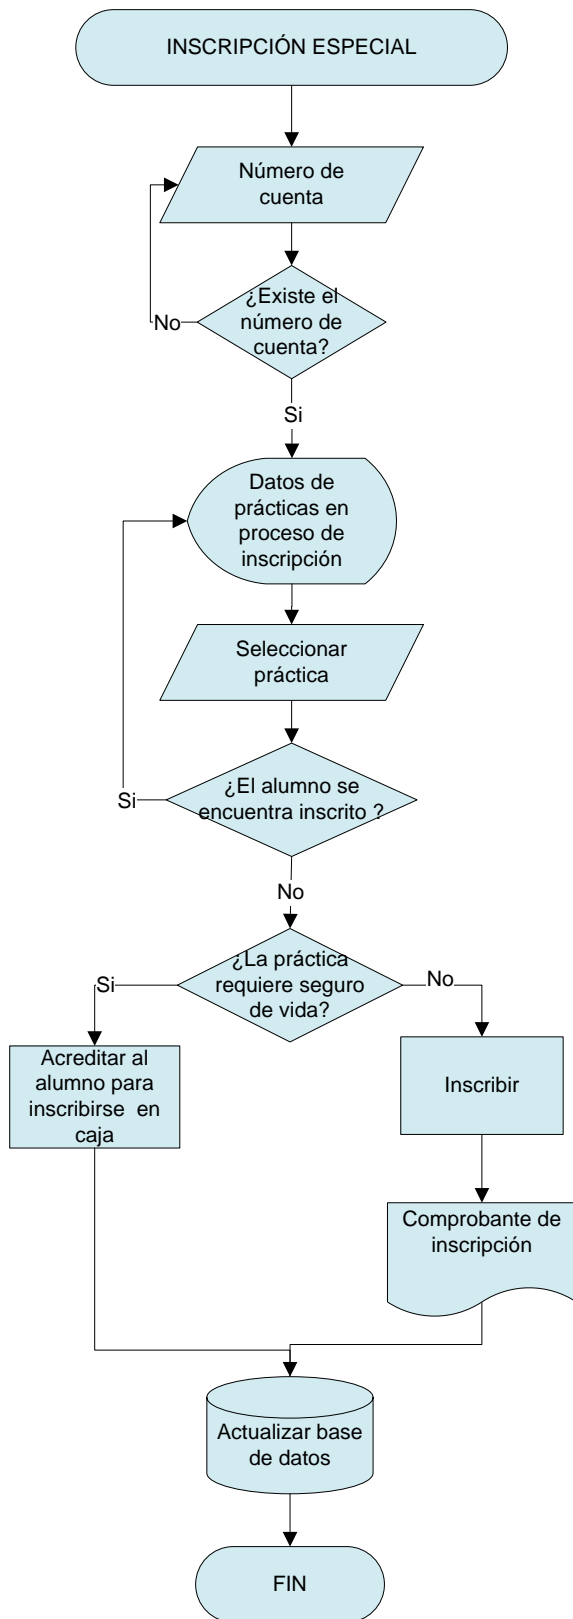 INSCRIPCIÓN ESPECIAL
Número de
cuenta
¿Existe el
número de
cuenta?
No
Si
Datos de
prácticas en
proceso de
inscripción
Seleccionar
práctica
¿El alumno se
encuentra inscrito ?
Si
No
¿La práctica
requiere seguro
de vida?
Si
No
Acreditar al
alumno para
inscribirse en
caja
Inscribir
Comprobante de
inscripción
Actualizar base
de datos
FIN